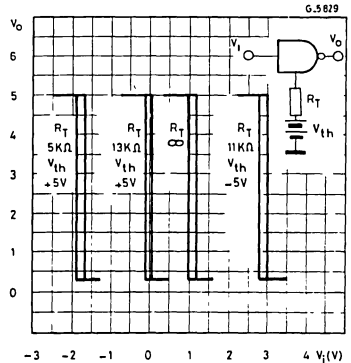 G-5829
Vo
VI
Vo
RT
Vth
RT
5KΩ
Vth
+5V
RT
13KΩ
Vth
+5V
RT
∞
RT
11KΩ
Vth
-5V
6
5
4
3
2
1
0
-3 -2 -1 0 1 2 3 4 Vi(V)